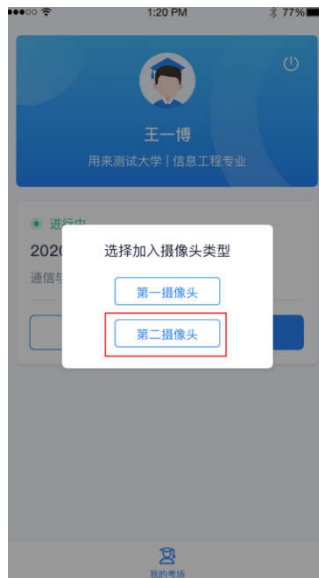 1:20 PM
77%
王一博
用来测试大学 | 信息工程专业
进行中
2020
通信与
选择加入摄像头类型
第一摄像头
第二摄像头
我的考场